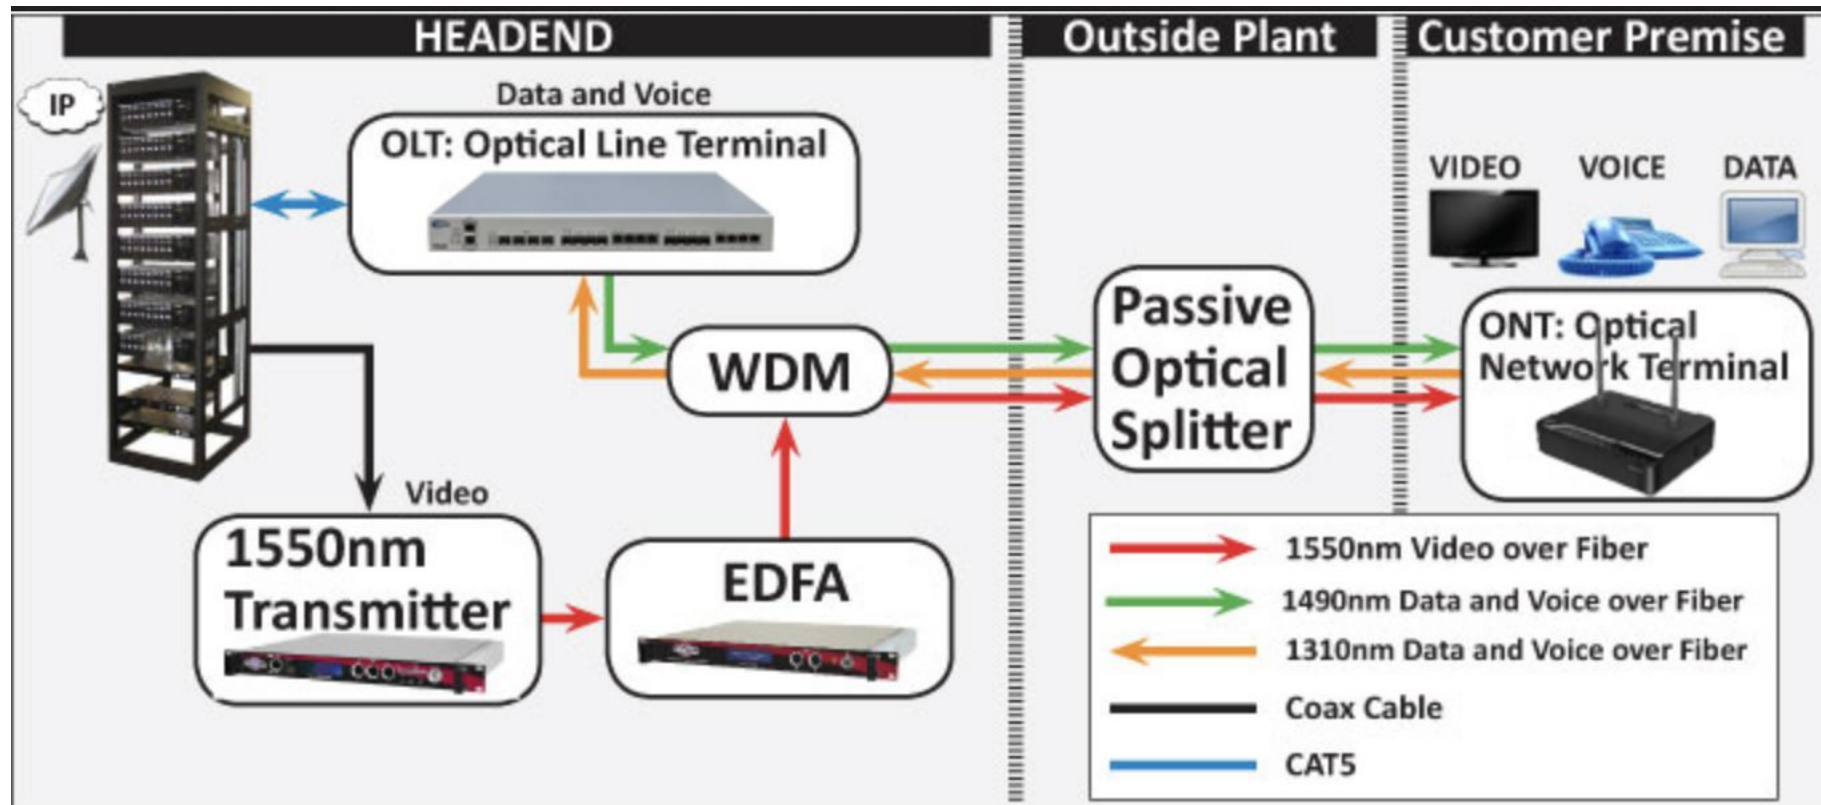 HEADEND
Outside Plant
Customer Premise
IP
Data and Voice
OLT: Optical Line Terminal
VIDEO
VOICE
DATA
WDM
Passive
Optical
Splitter
ONT: Optical
Network Terminal
Video
1550nm
Transmitter
EDFA
1550nm Video over Fiber
1490nm Data and Voice over Fiber
1310nm Data and Voice over Fiber
Coax Cable
CAT5